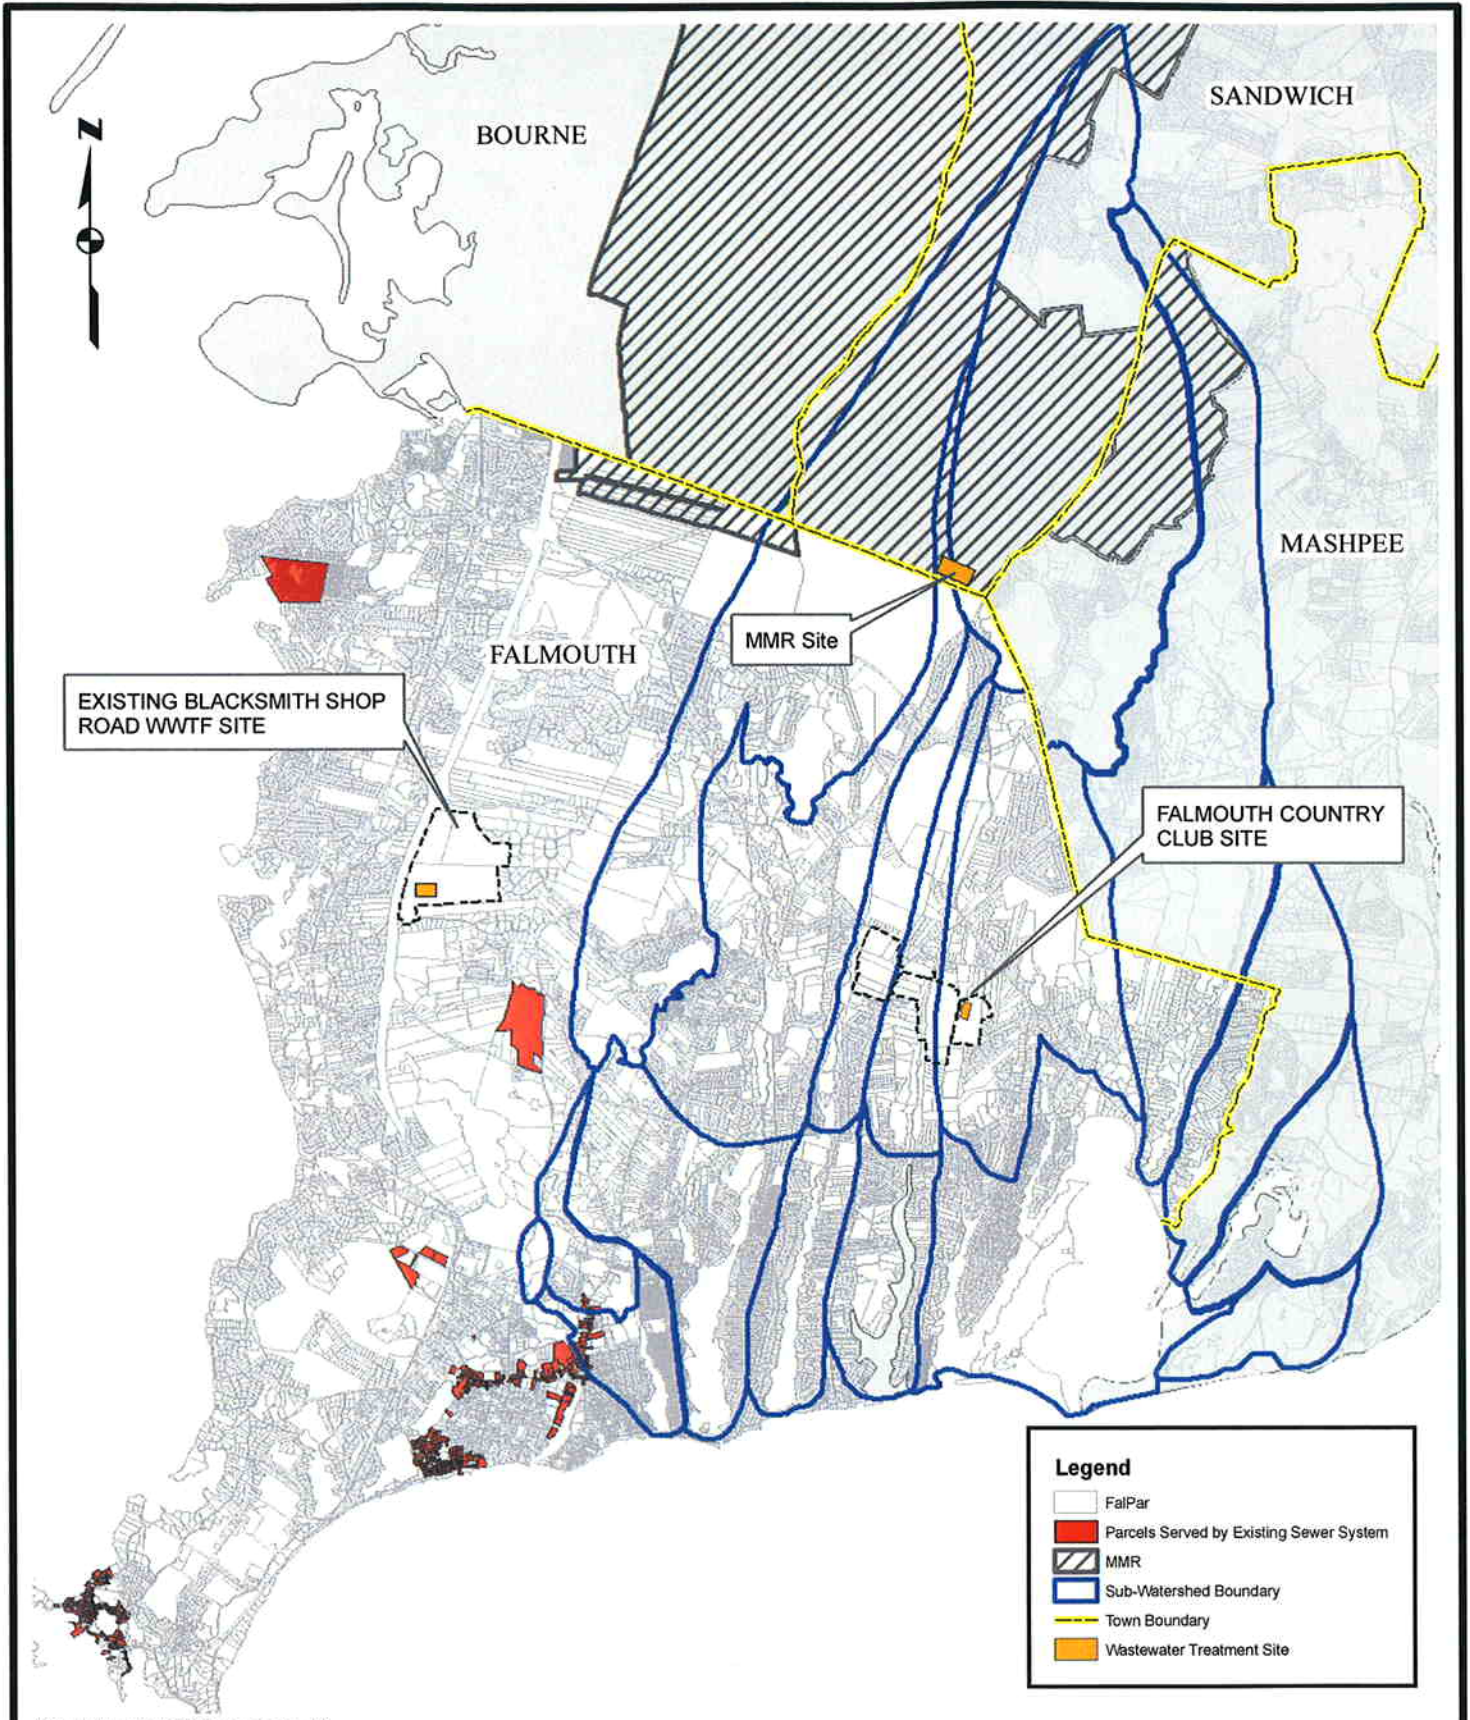 SANDWICH
BOURNE
N
MASHPEE
MMR Site
FALMOUTH
EXISTING BLACKSMITH SHOP
ROAD WWTF SITE
FALMOUTH COUNTRY
CLUB SITE
Legend
FalPar
Parcels Served by Existing Sewer System
MMR
Sub-Watershed Boundary
Town Boundary
Wastewater Treatment Site